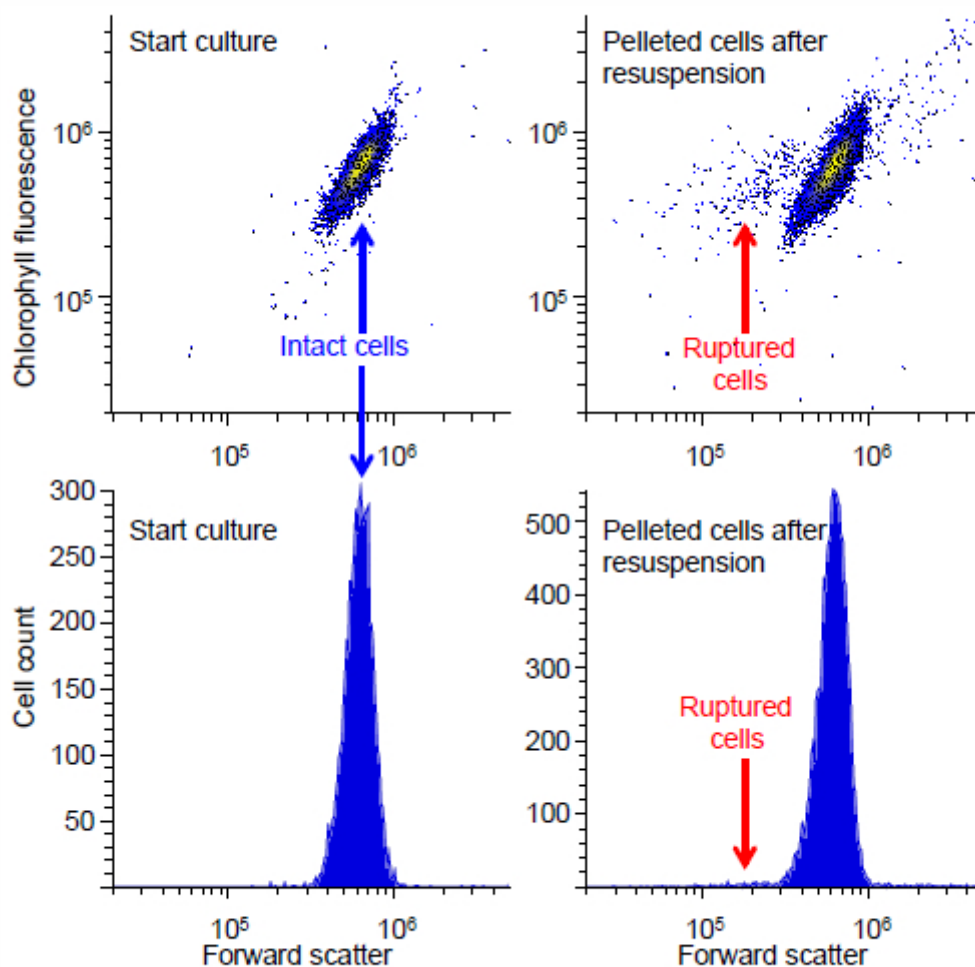 Start culture
Pelleted cells after
resuspension
Chlorophyll fluorescence
10⁶
10⁵
10⁶
10⁵
Intact cells
Ruptured
cells
10⁵
10⁶
10⁵
10⁶
Start culture
Pelleted cells after
resuspension
Cell count
300
250
200
150
100
50
500
400
300
200
100
Ruptured
cells
10⁵
10⁶
10⁵
10⁶
Forward scatter
Forward scatter